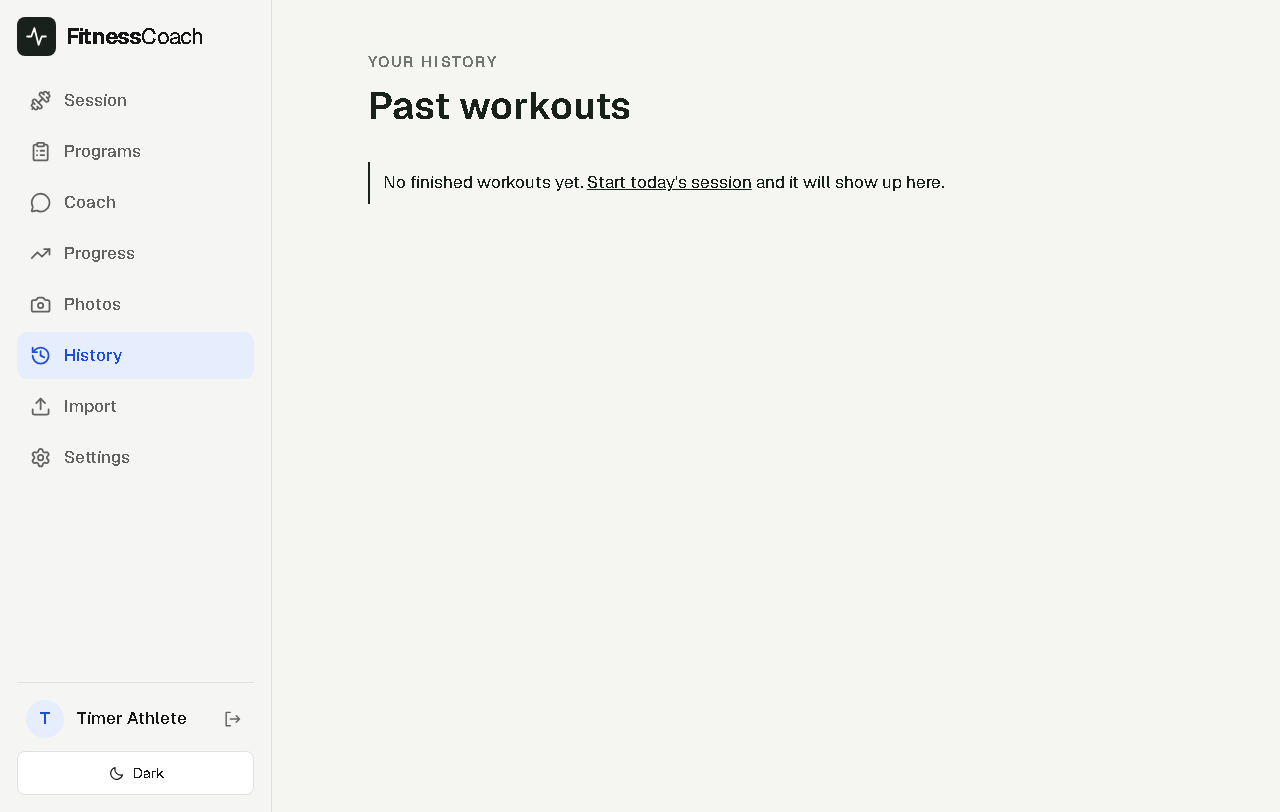 FitnessCoach
Session
Programs
Coach
Progress
Photos
History
Import
Settings
T
Timer Athlete
Dark
YOUR HISTORY
Past workouts
No finished workouts yet. Start today's session and it will show up here.